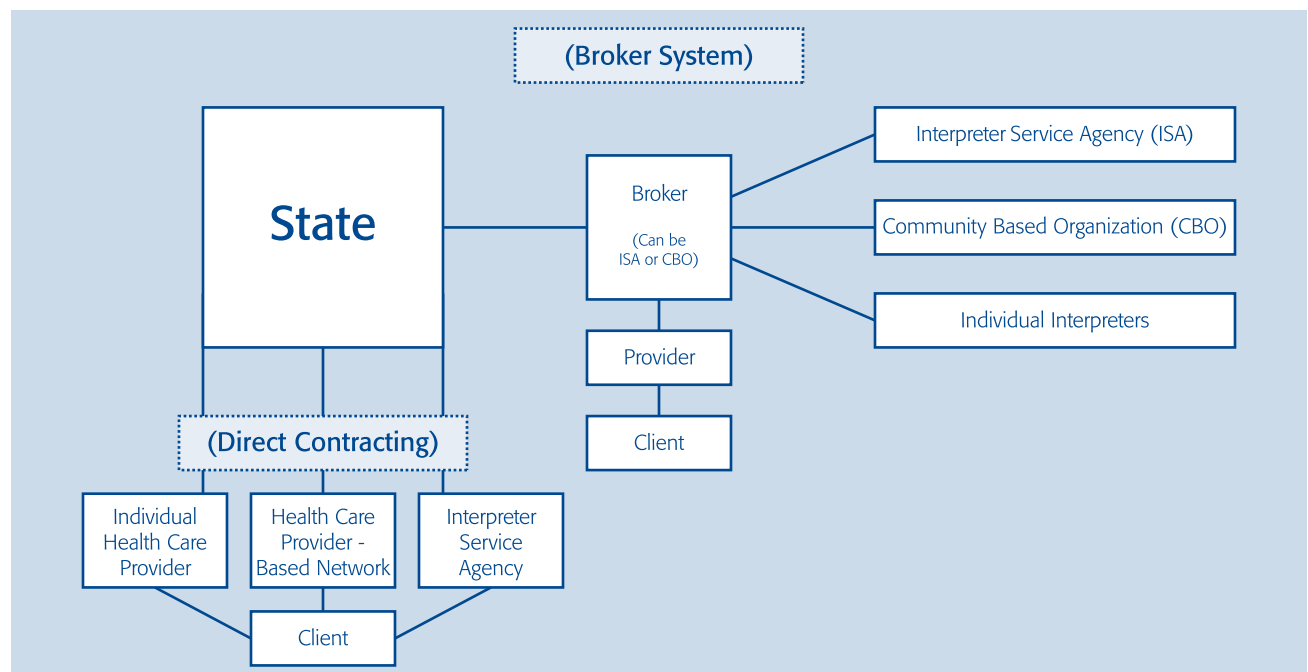 (Broker System)
State
Broker
(Can be
ISA or CBO)
Interpreter Service Agency (ISA)
Community Based Organization (CBO)
Individual Interpreters
Provider
Client
(Direct Contracting)
Individual
Health Care
Provider
Health Care
Provider -
Based Network
Interpreter
Service
Agency
Client